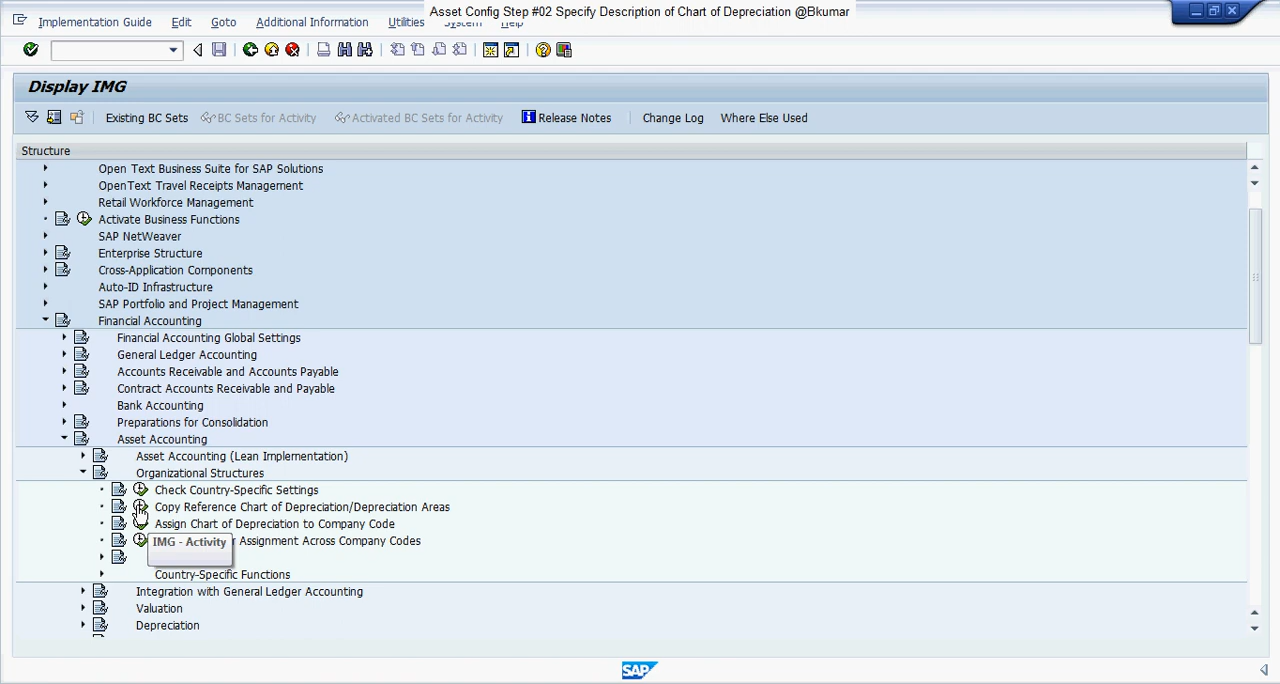 Asset Config Step #02 Specify Description of Chart of Depreciation @Bkumar
Implementation Guide Edit Goto Additional Information Utilities System Help
Display IMG
Existing BC Sets BC Sets for Activity Activated BC Sets for Activity Release Notes Change Log Where Else Used
Structure
Open Text Business Suite for SAP Solutions
OpenText Travel Receipts Management
Retail Workforce Management
Activate Business Functions
SAP NetWeaver
Enterprise Structure
Cross-Application Components
Auto-ID Infrastructure
SAP Portfolio and Project Management
Financial Accounting
Financial Accounting Global Settings
General Ledger Accounting
Accounts Receivable and Accounts Payable
Contract Accounts Receivable and Payable
Bank Accounting
Preparations for Consolidation
Asset Accounting
Asset Accounting (Lean Implementation)
Organizational Structures
Check Country-Specific Settings
Copy Reference Chart of Depreciation/Depreciation Areas
Assign Chart of Depreciation to Company Code
IMG - Activity
Assignment Across Company Codes
Country-Specific Functions
Integration with General Ledger Accounting
Valuation
Depreciation
SAP